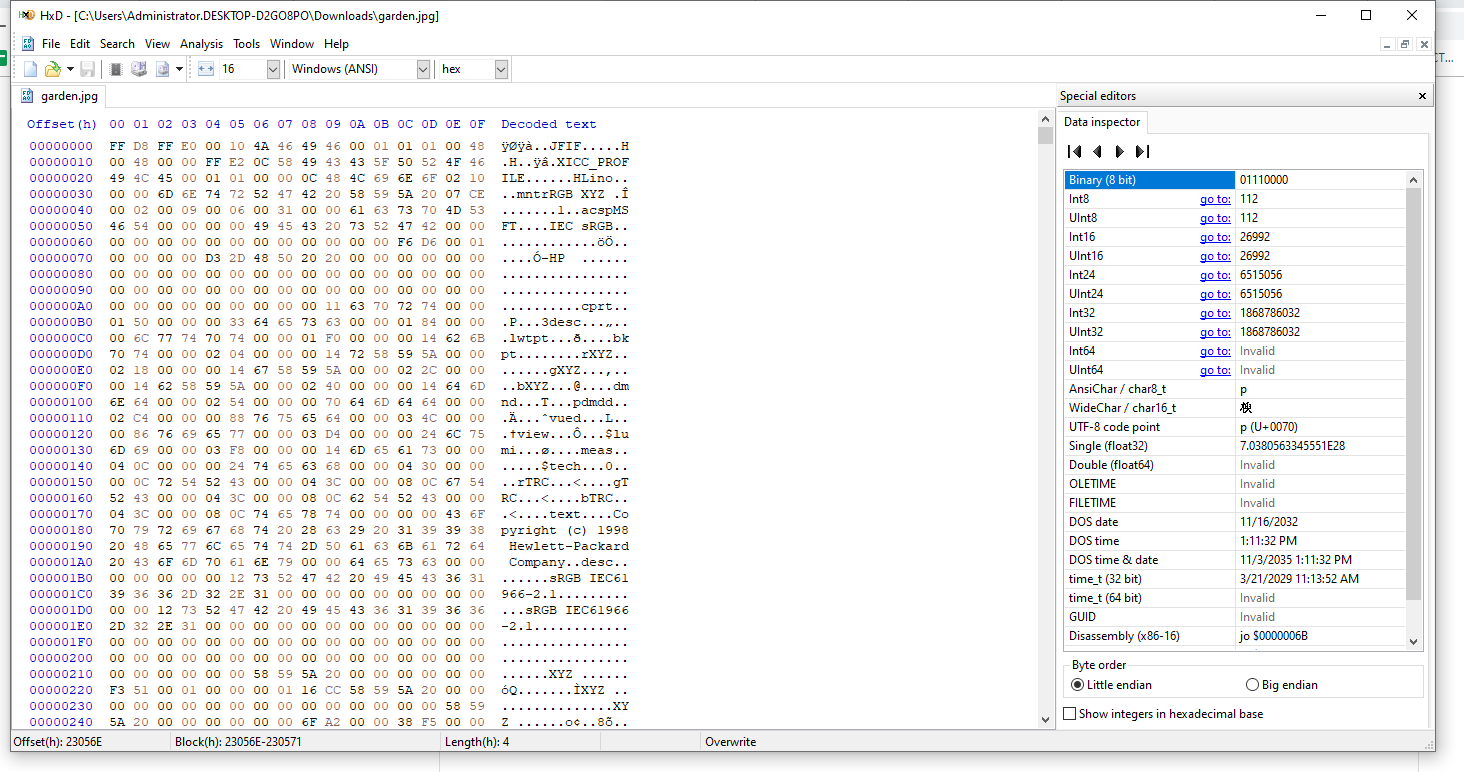 HxD - [C:\Users\Administrator.DESKTOP-D2GO8PO\Downloads\garden.jpg]
File Edit Search View Analysis Tools Window Help
16 Windows (ANSI) hex
garden.jpg
Offset(h) 00 01 02 03 04 05 06 07 08 09 0A 0B 0C 0D 0E 0F Decoded text
00000000 FF D8 FF E0 00 10 4A 46 49 46 00 01 01 01 00 48 ÿØÿà..JFIF.....H
00000010 00 48 00 00 FF E2 0C 58 49 43 43 5F 50 52 4F 46 .H..ÿâ.XICC_PROF
00000020 49 4C 45 00 01 01 00 00 0C 48 4C 69 6E 6F 02 10 ILE......HLino..
00000030 00 00 6D 6E 74 72 52 47 42 20 58 59 5A 20 07 CE ..mntrRGB XYZ .Î
00000040 00 02 00 09 00 06 00 31 00 00 61 63 73 70 4D 53 .......1..acspMS
00000050 46 54 00 00 00 00 49 45 43 20 73 52 47 42 00 00 FT....IEC sRGB..
00000060 00 00 00 00 00 00 00 00 00 00 00 00 F6 D6 00 01 ............öÖ..
00000070 00 00 00 00 D3 2D 48 50 20 20 00 00 00 00 00 00 ....Ó-HP  ......
00000080 00 00 00 00 00 00 00 00 00 00 00 00 00 00 00 00 ................
00000090 00 00 00 00 00 00 00 00 00 00 00 00 00 00 00 00 ................
000000A0 00 00 00 00 00 00 00 00 00 11 63 70 72 74 00 00 ..........cprt..
000000B0 01 50 00 00 00 33 64 65 73 63 00 00 01 84 00 00 .P...3desc...„..
000000C0 00 6C 77 74 70 74 00 00 01 F0 00 00 00 14 62 6B .lwtpt...ð....bk
000000D0 70 74 00 00 02 04 00 00 00 14 72 58 59 5A 00 00 pt........rXYZ..
000000E0 02 18 00 00 00 14 67 58 59 5A 00 00 02 2C 00 00 ......gXYZ...,..
000000F0 00 14 62 58 59 5A 00 00 02 40 00 00 00 14 64 6D ..bXYZ...@....dm
00000100 6E 64 00 00 02 54 00 00 00 70 64 6D 64 64 00 00 nd...T...pdmdd..
00000110 02 C4 00 00 00 88 76 75 65 64 00 00 03 4C 00 00 .Ä...ˆvued...L..
00000120 00 86 76 69 65 77 00 00 03 D4 00 00 00 24 6C 75 .†view...Ô...$lu
00000130 6D 69 00 00 03 F8 00 00 00 14 6D 65 61 73 00 00 mi...ø....meas..
00000140 04 0C 00 00 00 24 74 65 63 68 00 00 04 30 00 00 .....$tech...0..
00000150 00 0C 72 54 52 43 00 00 04 3C 00 00 08 0C 67 54 ..rTRC...<....gT
00000160 52 43 00 00 04 3C 00 00 08 0C 62 54 52 43 00 00 RC...<....bTRC..
00000170 04 3C 00 00 08 0C 74 65 78 74 00 00 00 00 43 6F .<....text....Co
00000180 70 79 72 69 67 68 74 20 28 63 29 20 31 39 39 38 pyright (c) 1998
00000190 20 48 65 77 6C 65 74 74 2D 50 61 63 6B 61 72 64 Hewlett-Packard
000001A0 20 43 6F 6D 70 61 6E 79 00 00 64 65 73 63 00 00 Company..desc..
000001B0 00 00 00 00 00 12 73 52 47 42 20 49 45 43 36 31 ......sRGB IEC61
000001C0 39 36 36 2D 32 2E 31 00 00 00 00 00 00 00 00 00 966-2.1.........
000001D0 00 00 12 73 52 47 42 20 49 45 43 36 31 39 36 36 ...sRGB IEC61966
000001E0 2D 32 2E 31 00 00 00 00 00 00 00 00 00 00 00 00 -2.1............
000001F0 00 00 00 00 00 00 00 00 00 00 00 00 00 00 00 00 ................
00000200 00 00 00 00 00 00 00 00 00 00 00 00 00 00 00 00 ................
00000210 00 00 00 00 00 00 58 59 5A 20 00 00 00 00 00 00 ......XYZ ......
00000220 F3 51 00 01 00 00 00 01 16 CC 58 59 5A 20 00 00 óQ.......ÌXYZ ..
00000230 00 00 00 00 00 00 00 00 00 00 00 00 00 00 58 59 ..............XY
00000240 5A 20 00 00 00 00 00 00 6F A2 00 00 38 F5 00 00 Z ......o¢..8õ..
Special editors
Data inspector
Binary (8 bit) 01110000
Int8 go to: 112
UInt8 go to: 112
Int16 go to: 26992
UInt16 go to: 26992
Int24 go to: 6515056
UInt24 go to: 6515056
Int32 go to: 1868786032
UInt32 go to: 1868786032
Int64 go to: Invalid
UInt64 go to: Invalid
AnsiChar / char8_t p
WideChar / char16_t
UTF-8 code point p (U+0070)
Single (float32) 7.0380563345551E28
Double (float64) Invalid
OLETIME Invalid
FILETIME Invalid
DOS date 11/16/2032
DOS time 1:11:32 PM
DOS time & date 11/3/2035 1:11:32 PM
time_t (32 bit) 3/21/2029 11:13:52 AM
time_t (64 bit) Invalid
GUID Invalid
Disassembly (x86-16) jo $0000006B
Byte order
Little endian Big endian
Show integers in hexadecimal base
Offset(h): 23056E Block(h): 23056E-230571 Length(h): 4 Overwrite